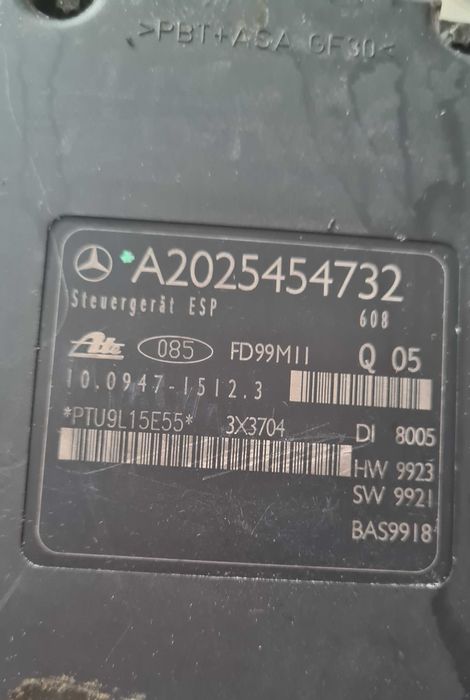 >PBT+ASA GF30<
A2025454732
Steuergerät ESP 608
Ate 085 FD99M11 Q 05
10.0947-1512.3
*PTU9L15E55* 3X3704 DI 8005
HW 9923
SW 9921
BAS9918